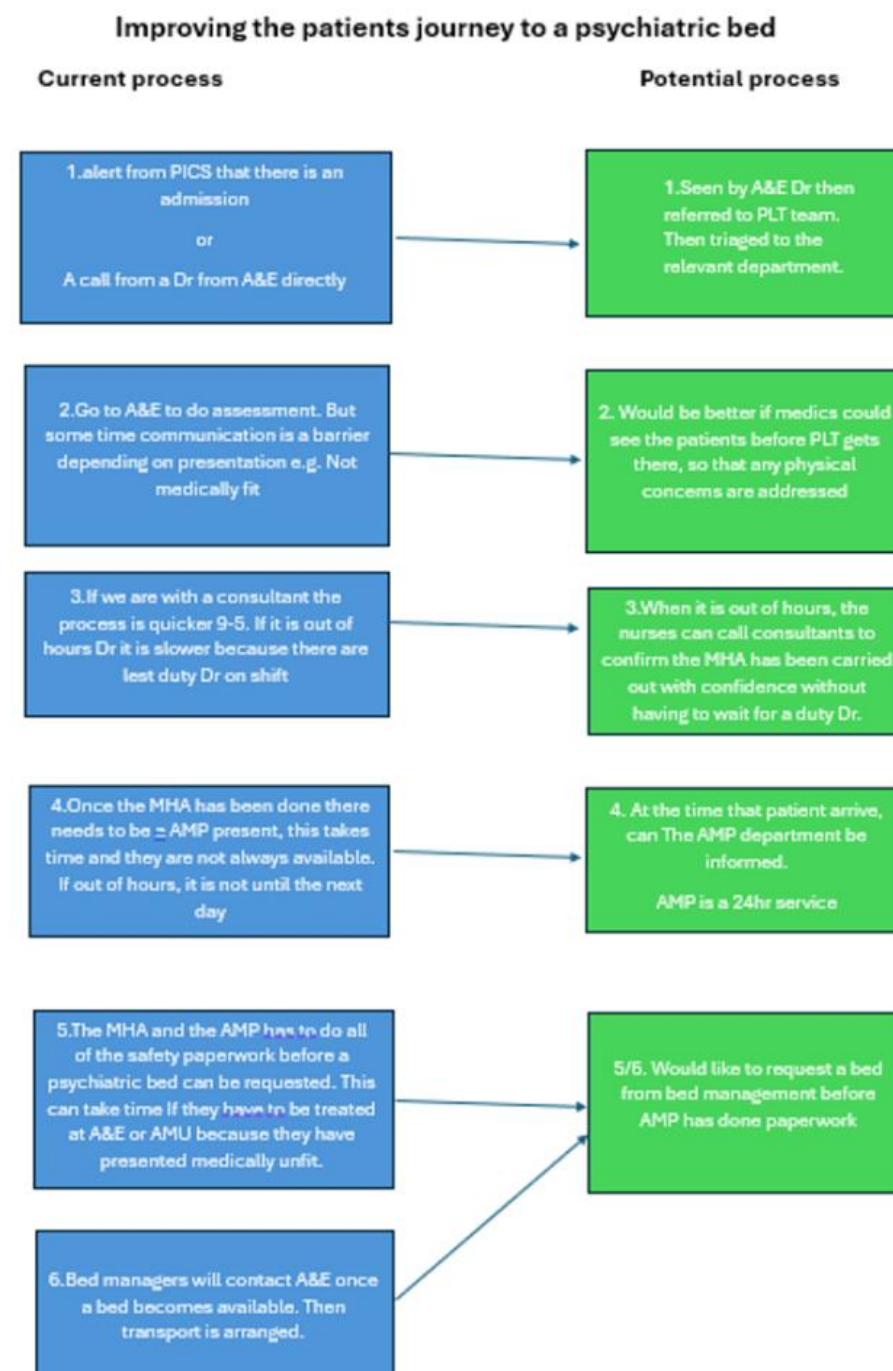 Improving the patients journey to a psychiatric bed
Current process
Potential process
1.alert from PICS that there is an
admission
or
A call from a Dr from A&E directly
1.Seen by A&E Dr then
referred to PLT team.
Then triaged to the
relevant department.
2.Go to A&E to do assessment. But
some time communication is a barrier
depending on presentation e.g. Not
medically fit
2. Would be better if medics could
see the patients before PLT gets
there, so that any physical
concerns are addressed
3.If we are with a consultant the
process is quicker 9-5. If it is out of
hours Dr it is slower because there are
lest duty Dr on shift
3.When it is out of hours, the
nurses can call consultants to
confirm the MHA has been carried
out with confidence without
having to wait for a duty Dr.
4.Once the MHA has been done there
needs to be = AMP present, this takes
time and they are not always available.
If out of hours, it is not until the next
day
4. At the time that patient arrive,
can The AMP department be
informed.
AMP is a 24hr service
5.The MHA and the AMP has to do all
of the safety paperwork before a
psychiatric bed can be requested. This
can take time If they have to be treated
at A&E or AMU because they have
presented medically unfit.
5/6. Would like to request a bed
from bed management before
AMP has done paperwork
6.Bed managers will contact A&E once
a bed becomes available. Then
transport is arranged.